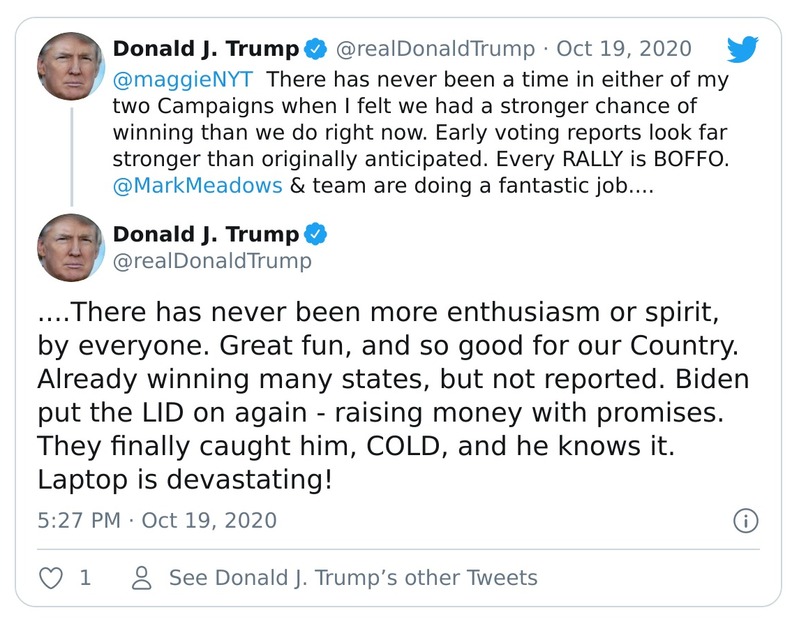 Donald J. Trump @realDonaldTrump · Oct 19, 2020
@maggieNYT There has never been a time in either of my
two Campaigns when I felt we had a stronger chance of
winning than we do right now. Early voting reports look far
stronger than originally anticipated. Every RALLY is BOFFO.
@MarkMeadows & team are doing a fantastic job....
Donald J. Trump
@realDonaldTrump
....There has never been more enthusiasm or spirit,
by everyone. Great fun, and so good for our Country.
Already winning many states, but not reported. Biden
put the LID on again - raising money with promises.
They finally caught him, COLD, and he knows it.
Laptop is devastating!
5:27 PM · Oct 19, 2020
1 See Donald J. Trump’s other Tweets